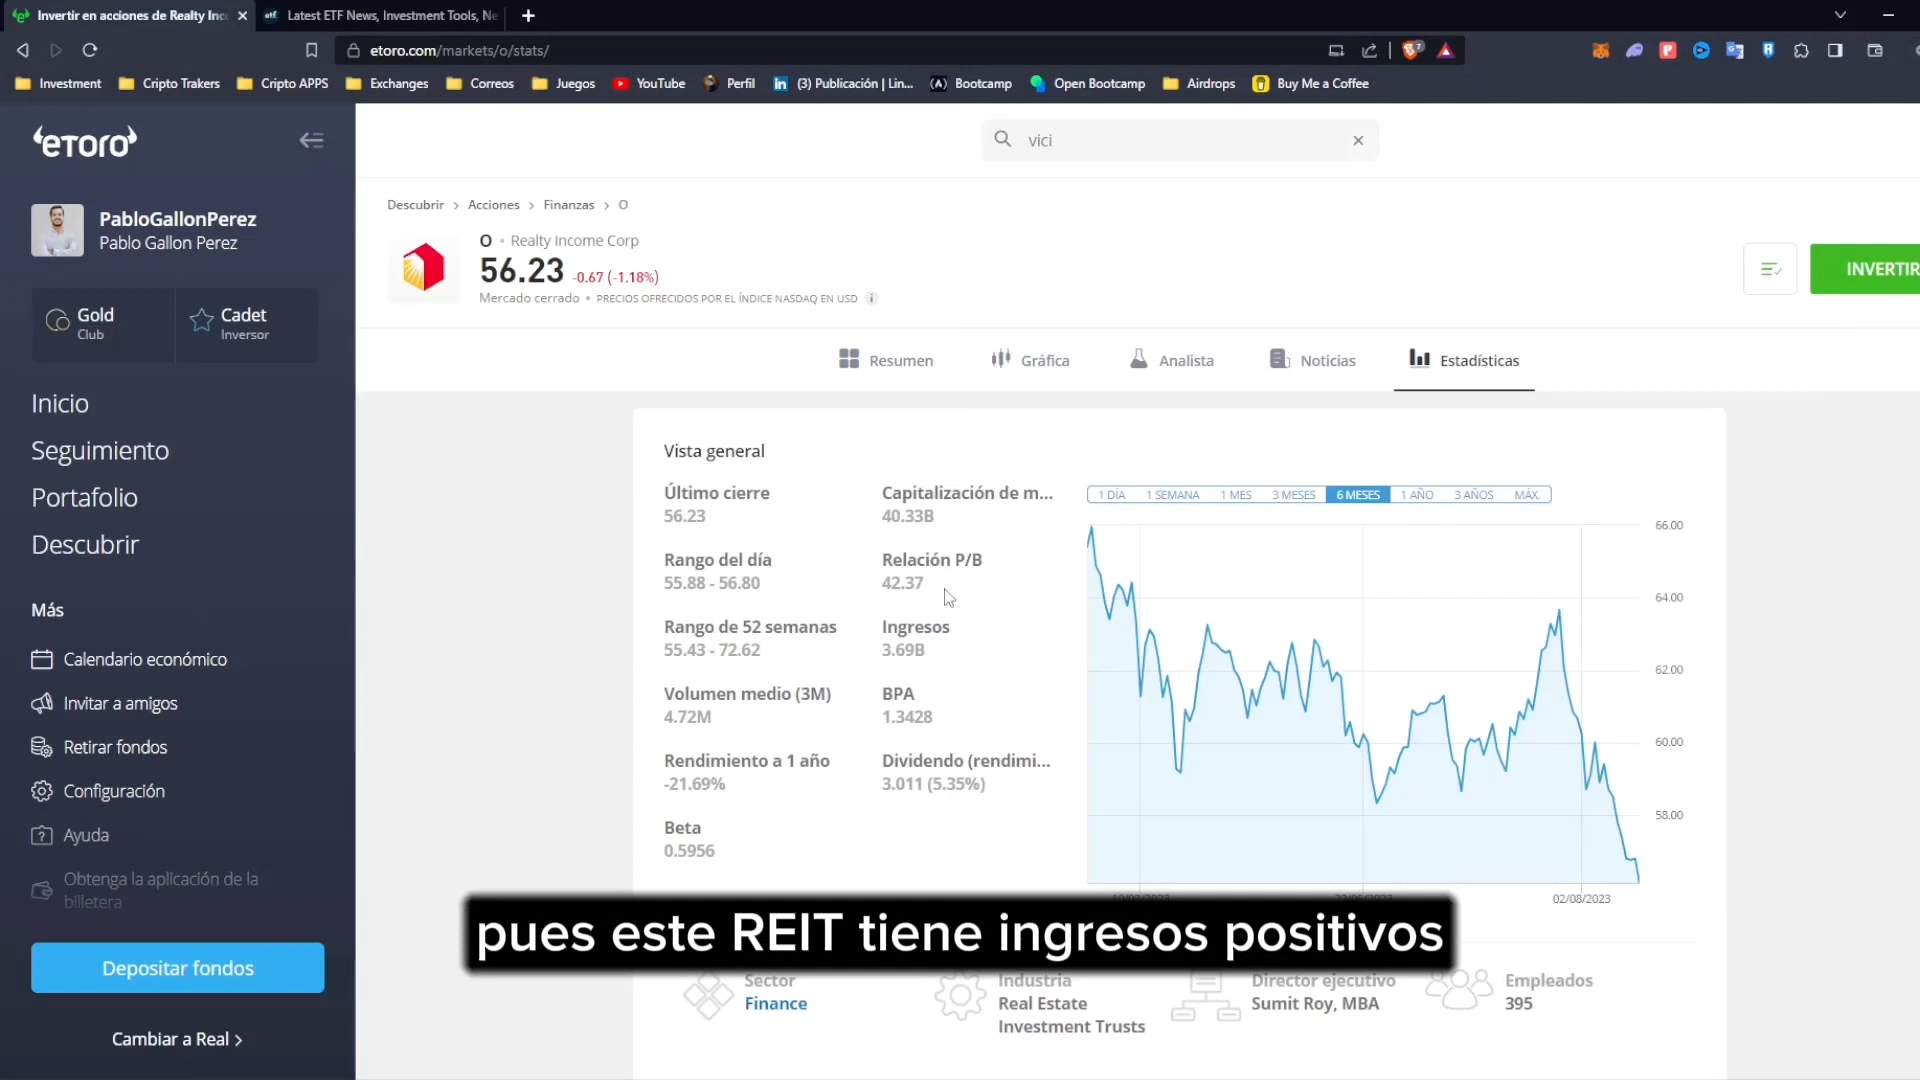 Invertir en acciones de Realty Inc
Latest ETF News, Investment Tools, Ne
etoro.com/markets/o/stats/
7
Investment
Cripto Trakers
Cripto APPS
Exchanges
Correos
Juegos
YouTube
Perfil
(3) Publicación | Lin...
Bootcamp
Open Bootcamp
Airdrops
Buy Me a Coffee
eToro
vici
PabloGallonPerez
Pablo Gallon Perez
Gold
Club
Cadet
Inversor
Inicio
Seguimiento
Portafolio
Descubrir
Más
Calendario económico
Invitar a amigos
Retirar fondos
Configuración
Ayuda
Obtenga la aplicación de la
billetera
Depositar fondos
Cambiar a Real >
Descubrir > Acciones > Finanzas > O
O • Realty Income Corp
56.23 -0.67 (-1.18%)
Mercado cerrado • PRECIOS OFRECIDOS POR EL ÍNDICE NASDAQ EN USD
INVERTIR
Resumen
Gráfica
Analista
Noticias
Estadísticas
Vista general
Último cierre
56.23
Capitalización de m...
40.33B
Rango del día
55.88 - 56.80
Relación P/B
42.37
Rango de 52 semanas
55.43 - 72.62
Ingresos
3.69B
Volumen medio (3M)
4.72M
BPA
1.3428
Rendimiento a 1 año
-21.69%
Dividendo (rendimi...
3.011 (5.35%)
Beta
0.5956
1 DÍA 1 SEMANA 1 MES 3 MESES 6 MESES 1 AÑO 3 AÑOS MÁX.
66.00
64.00
62.00
60.00
58.00
02/08/2023
pues este REIT tiene ingresos positivos
Sector
Finance
Industria
Real Estate
Investment Trusts
Director ejecutivo
Sumit Roy, MBA
Empleados
395